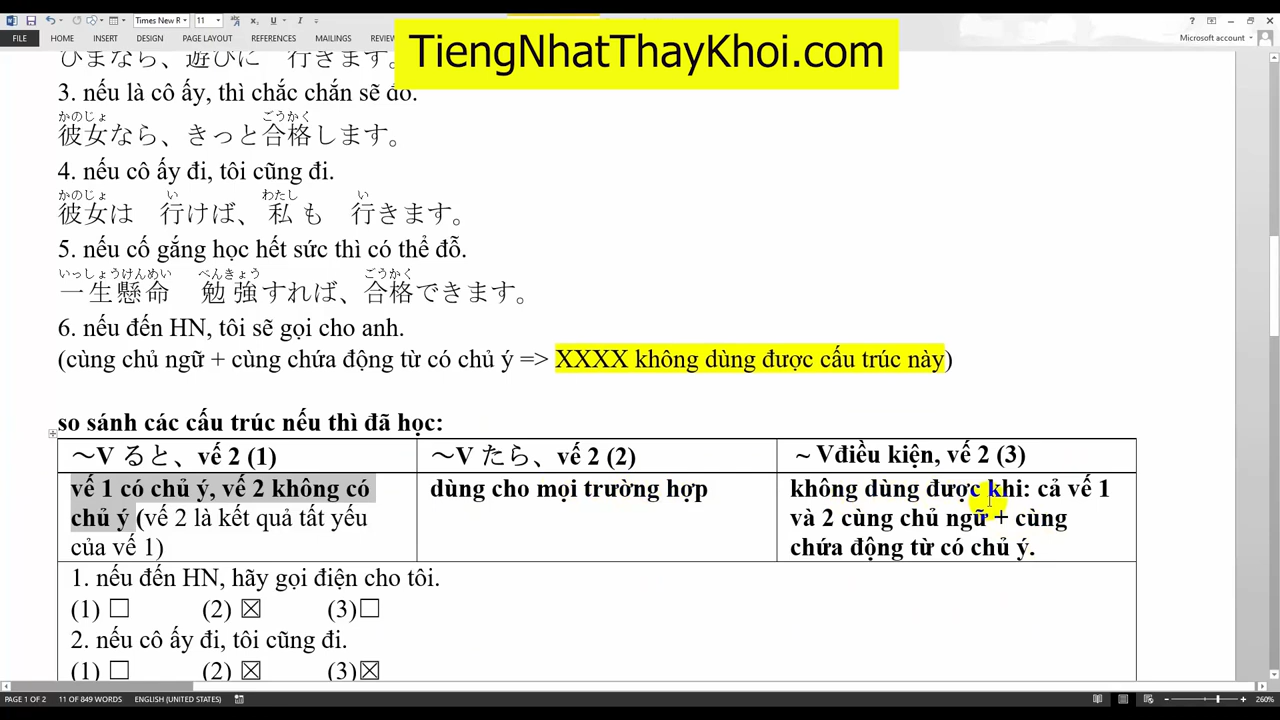 Times New R 11
Microsoft account
FILE HOME INSERT DESIGN PAGE LAYOUT REFERENCES MAILINGS
TiengNhatThayKhoi.com
ひまなら、遊びに 行きます。
3. nếu là cô ấy, thì chắc chắn sẽ đỗ.
かのじょ ごうかく
彼女なら、きっと合格します。
4. nếu cô ấy đi, tôi cũng đi.
かのじょ い わたし い
彼女は 行けば、私も 行きます。
5. nếu cố gắng học hết sức thì có thể đỗ.
いっしょうけんめい べんきょう ごうかく
一生懸命 勉強すれば、合格できます。
6. nếu đến HN, tôi sẽ gọi cho anh.
(cùng chủ ngữ + cùng chứa động từ có chủ ý => XXXX không dùng được cấu trúc này)
so sánh các cấu trúc nếu thì đã học:
～V ると、vế 2 (1)
～V たら、vế 2 (2)
~ Vđiều kiện, vế 2 (3)
vế 1 có chủ ý, vế 2 không có
chủ ý (vế 2 là kết quả tất yếu
của vế 1)
dùng cho mọi trường hợp
không dùng được khi: cả vế 1
và 2 cùng chủ ngữ + cùng
chứa động từ có chủ ý.
1. nếu đến HN, hãy gọi điện cho tôi.
(1) ☐ (2) ☒ (3)☐
2. nếu cô ấy đi, tôi cũng đi.
(1) ☐ (2) ☒ (3)☒
PAGE 1 OF 2 11 OF 849 WORDS ENGLISH (UNITED STATES) 260%